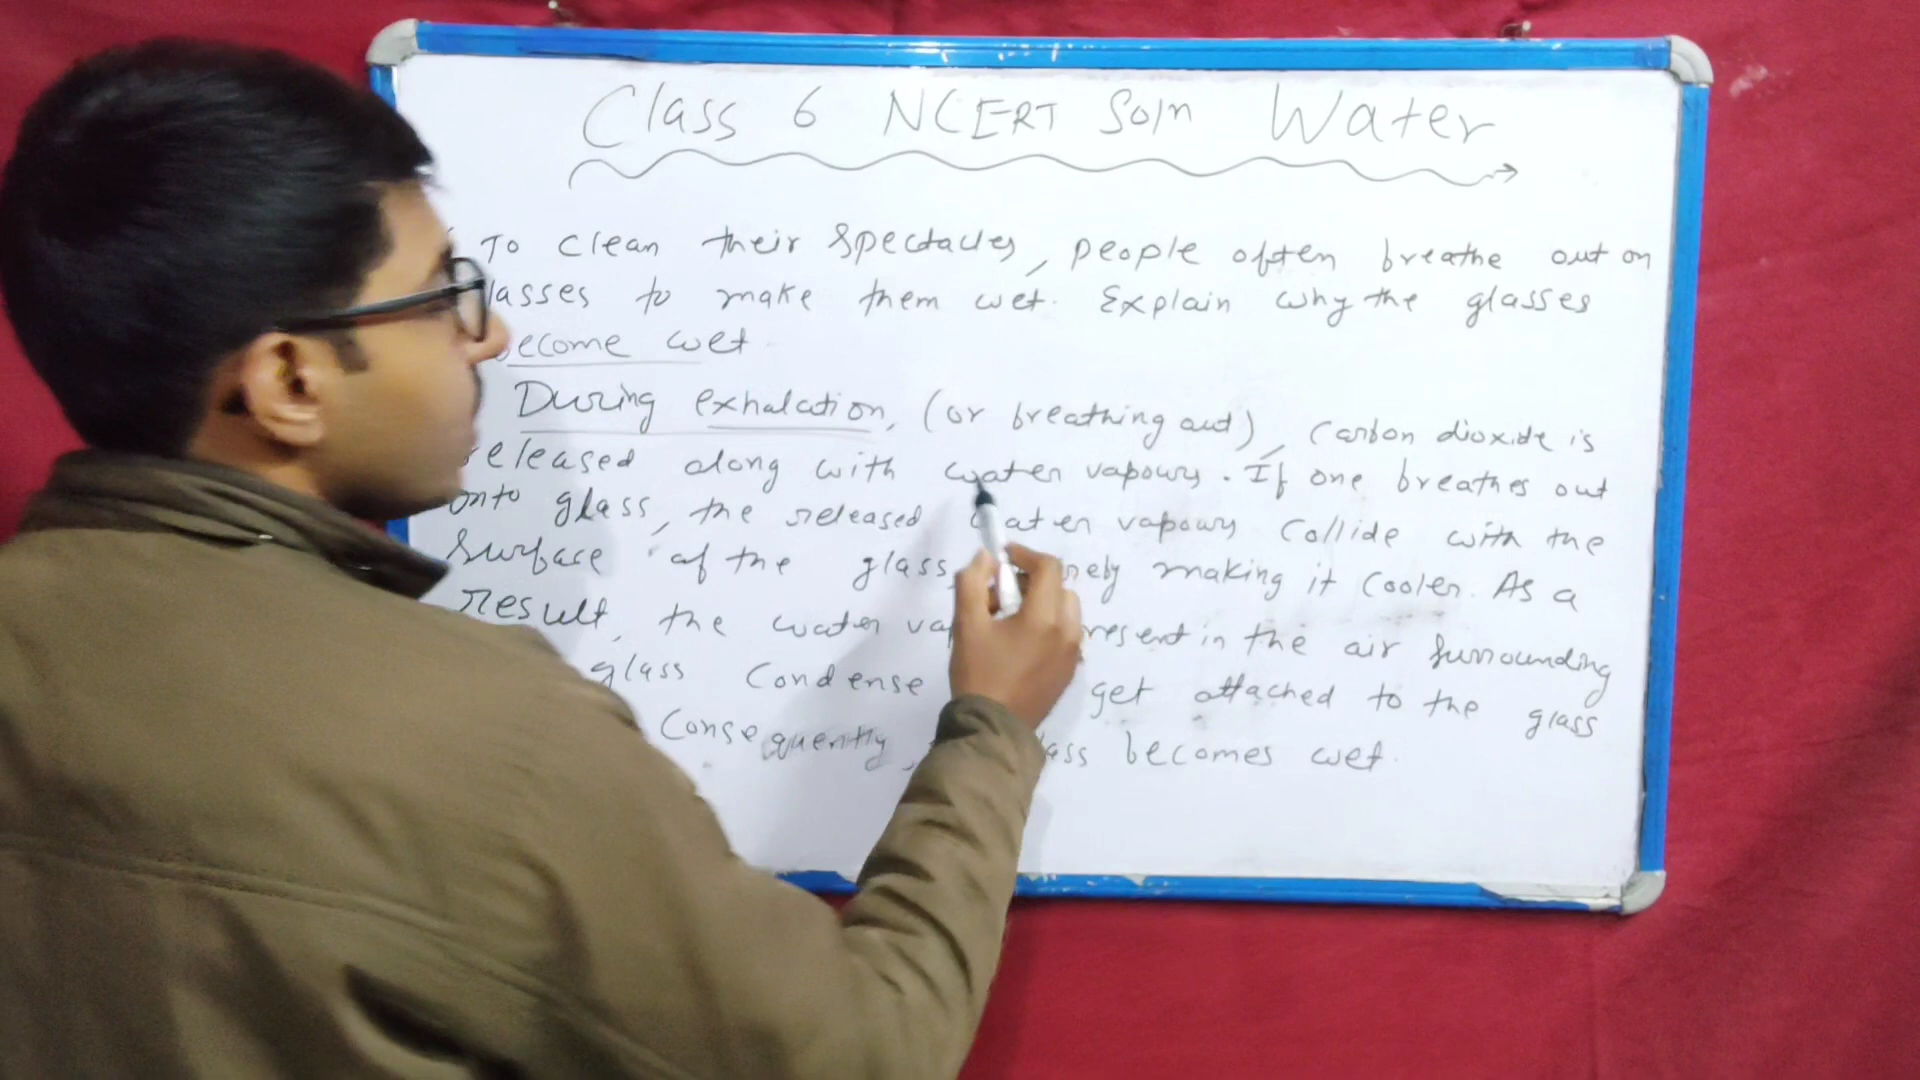 Class 6 NCERT Soln Water
To clean their spectacles, people often breathe out on
lasses to make them wet. Explain why the glasses
ecome wet
During exhalation, (or breathing out), Carbon dioxide is
eleased along with water vapours. If one breathes out
onto glass, the released water vapours collide with the
surface of the glass, making it cooler. As a
result, the water present in the air surrounding
glass condense get attached to the glass
Consequently, becomes wet.